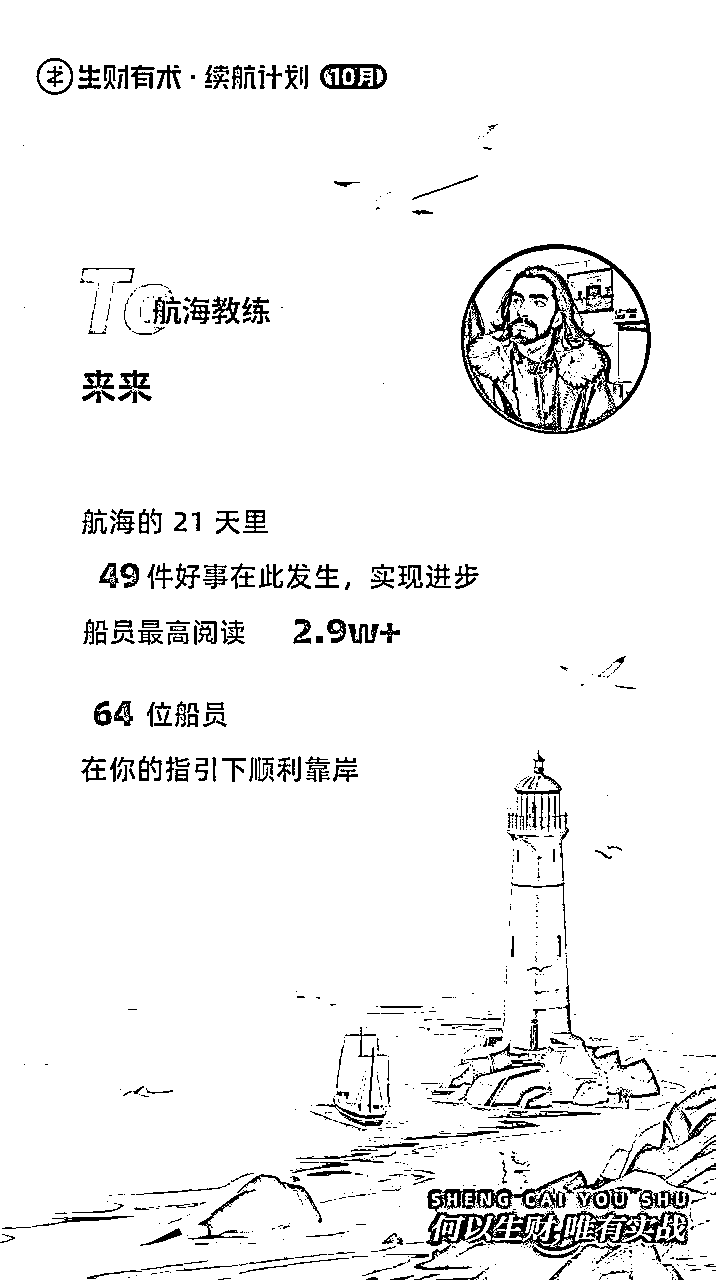 生财有术·续航计划 10月
To 航海教练
来来
航海的 21 天里
49 件好事在此发生，实现进步
船员最高阅读 2.9w+
64 位船员
在你的指引下顺利靠岸
SHENG CAI YOU SHU
何以生财,唯有实战